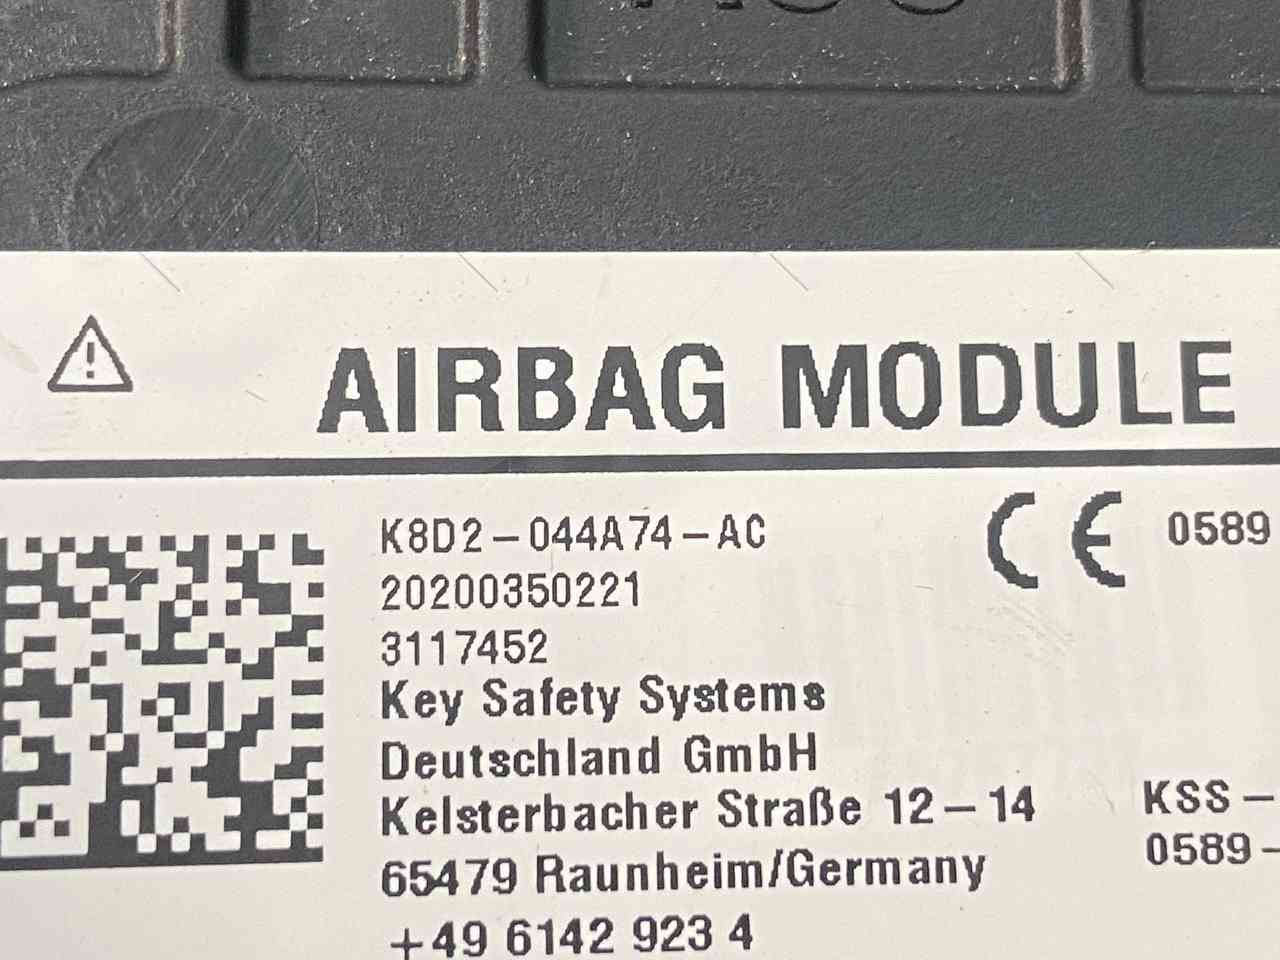 AIRBAG MODULE
K8D2-044A74-AC
CE 0589
20200350221
3117452
Key Safety Systems
Deutschland GmbH
Kelsterbacher Straße 12-14
KSS-
65479 Raunheim/Germany
0589-
+49 6142 923 4